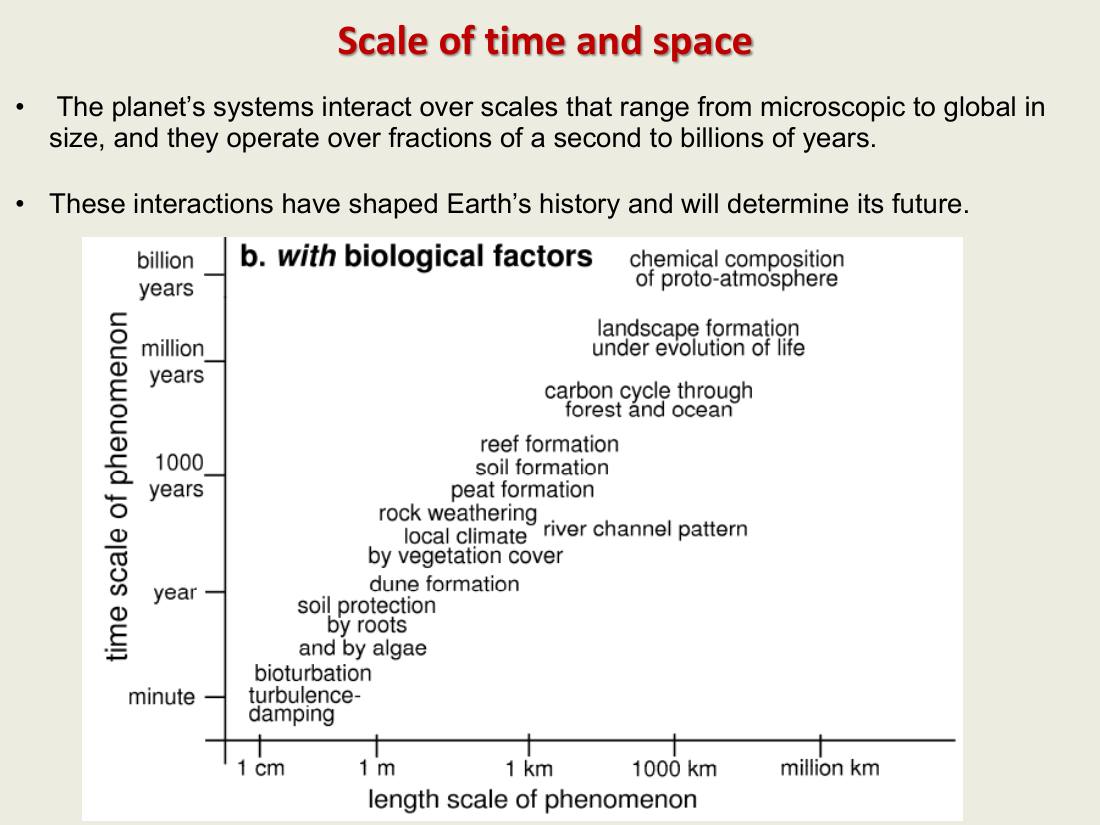 Scale of time and space
• The planet’s systems interact over scales that range from microscopic to global in
size, and they operate over fractions of a second to billions of years.
• These interactions have shaped Earth’s history and will determine its future.
b. with biological factors
chemical composition
of proto-atmosphere
landscape formation
under evolution of life
carbon cycle through
forest and ocean
reef formation
soil formation
peat formation
rock weathering
river channel pattern
local climate
by vegetation cover
dune formation
soil protection
by roots
and by algae
bioturbation
turbulence-
damping
time scale of phenomenon
billion
years
million
years
1000
years
year
minute
1 cm
1 m
1 km
1000 km
million km
length scale of phenomenon